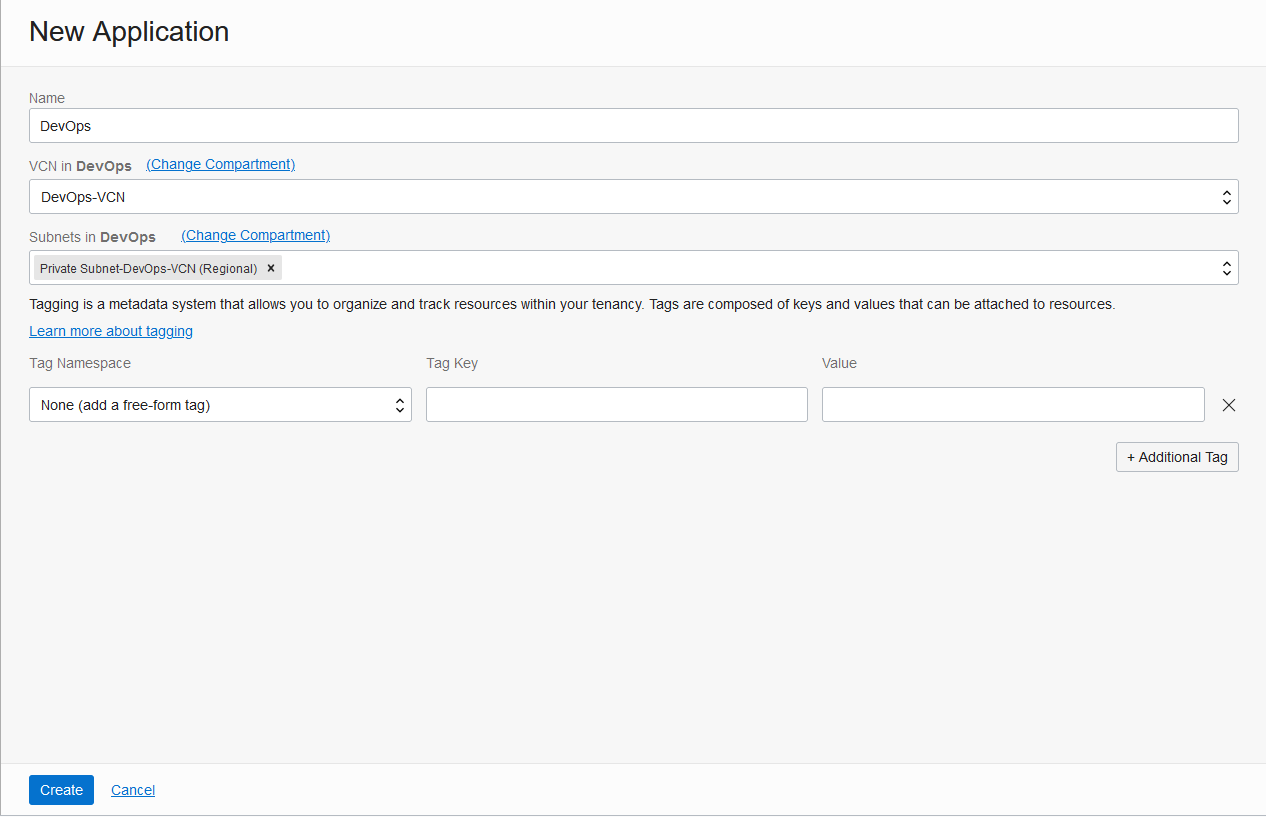 New Application
Name
DevOps
VCN in DevOps (Change Compartment)
DevOps-VCN
Subnets in DevOps (Change Compartment)
Private Subnet-DevOps-VCN (Regional) ×
Tagging is a metadata system that allows you to organize and track resources within your tenancy. Tags are composed of keys and values that can be attached to resources.
Learn more about tagging
Tag Namespace Tag Key Value
None (add a free-form tag)
+ Additional Tag
Create Cancel